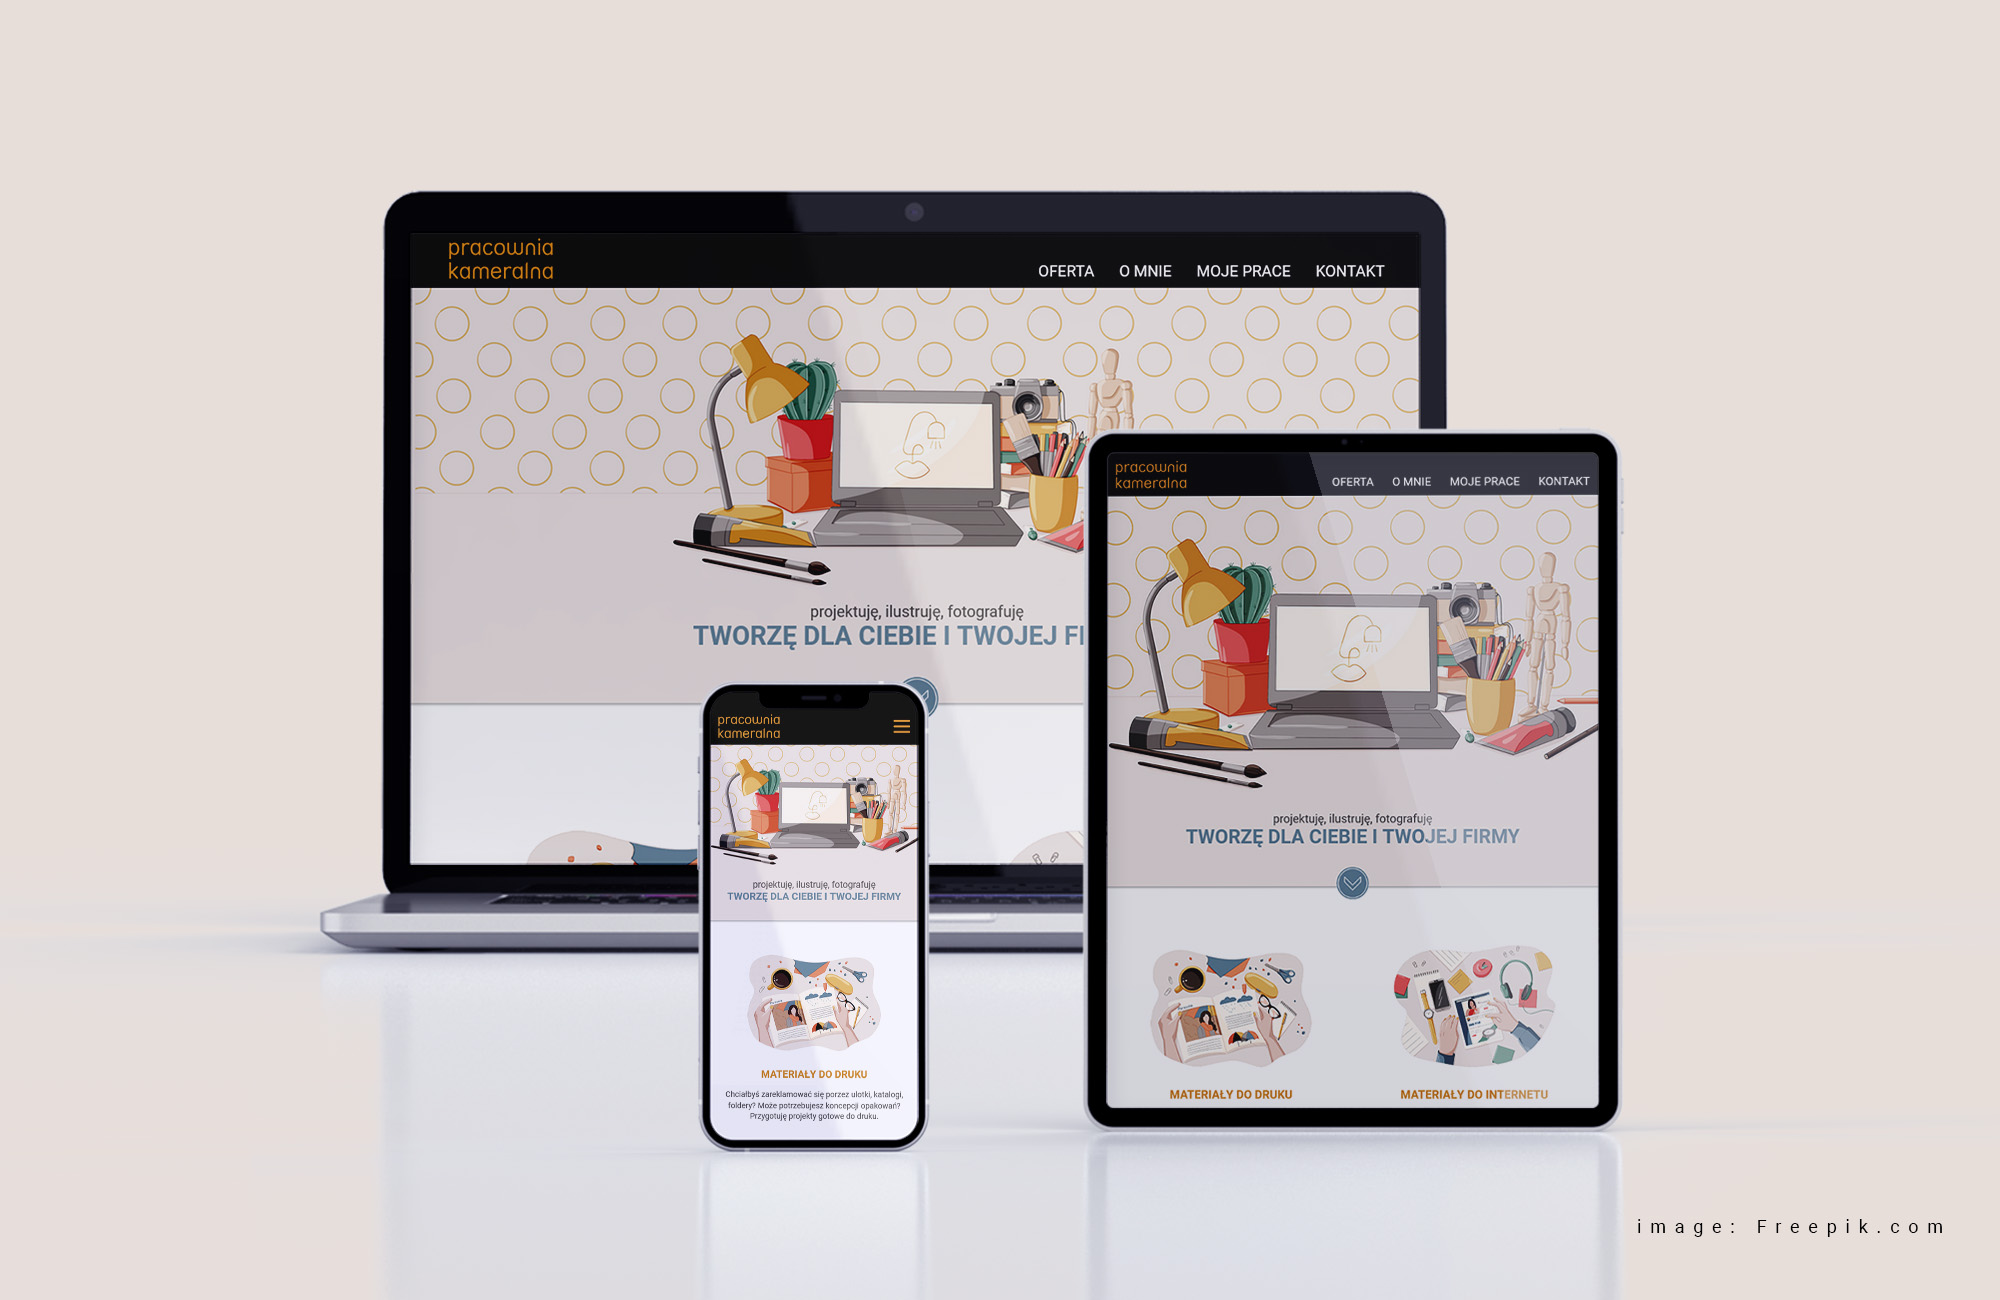 pracownia
kameralna
OFERTA O MNIE MOJE PRACE KONTAKT
projektuję, ilustruję, fotografuję
TWORZĘ DLA CIEBIE I TWOJEJ FI
pracownia
kameralna
OFERTA O MNIE MOJE PRACE KONTAKT
projektuję, ilustruję, fotografuję
TWORZĘ DLA CIEBIE I TWOJEJ FIRMY
MATERIAŁY DO DRUKU MATERIAŁY DO INTERNETU
pracownia
kameralna
projektuję, ilustruję, fotografuję
TWORZĘ DLA CIEBIE I TWOJEJ FIRMY
MATERIAŁY DO DRUKU
Chciałbyś zareklamować się porzez ulotki, katalogi,
foldery? Może potrzebujesz koncepcji opakowań?
Przygotuję projekty gotowe do druku.
image: Freepik.com